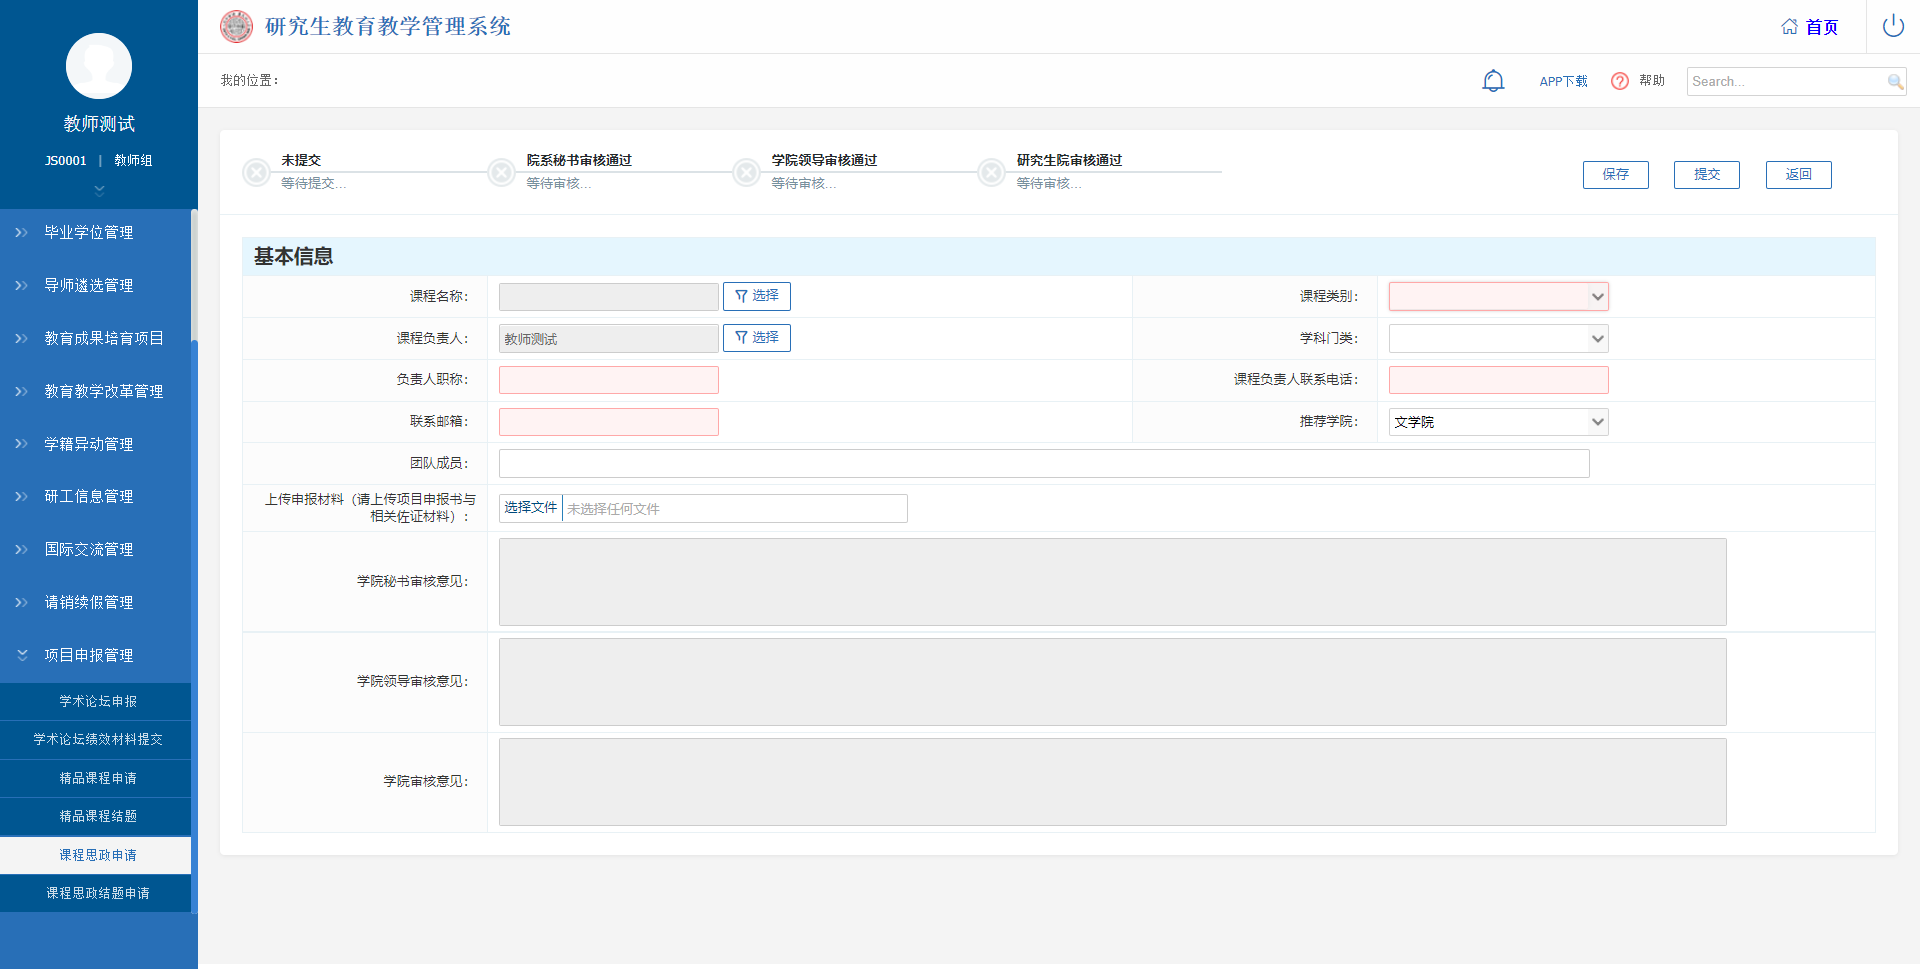 研究生教育教学管理系统
首页
教师测试
JS0001 | 教师组
我的位置：
APP下载
帮助
Search...
毕业学位管理
导师遴选管理
教育成果培育项目
教育教学改革管理
学籍异动管理
研工信息管理
国际交流管理
请销续假管理
项目申报管理
学术论坛申报
学术论坛绩效材料提交
精品课程申请
精品课程结题
课程思政申请
课程思政结题申请
未提交
等待提交...
院系秘书审核通过
等待审核...
学院领导审核通过
等待审核...
研究生院审核通过
等待审核...
保存
提交
返回
基本信息
课程名称：
选择
课程类别：
课程负责人：
教师测试
选择
学科门类：
负责人职称：
课程负责人联系电话：
联系邮箱：
推荐学院：
文学院
团队成员：
上传申报材料（请上传项目申报书与
相关佐证材料）：
选择文件
未选择任何文件
学院秘书审核意见：
学院领导审核意见：
学院审核意见：